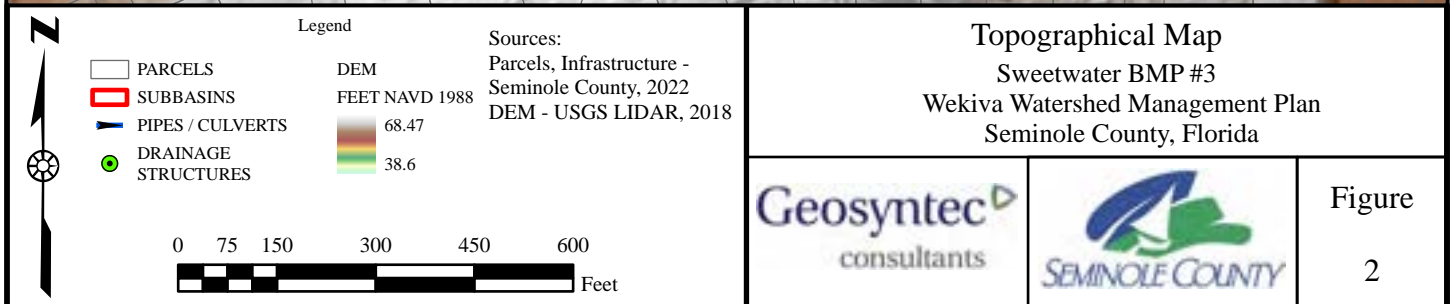 N
Legend
PARCELS
SUBBASINS
PIPES / CULVERTS
DRAINAGE
STRUCTURES
DEM
FEET NAVD 1988
68.47
38.6
Sources:
Parcels, Infrastructure -
Seminole County, 2022
DEM - USGS LIDAR, 2018
0 75 150 300 450 600
Feet
Topographical Map
Sweetwater BMP #3
Wekiva Watershed Management Plan
Seminole County, Florida
Geosyntec
consultants
SEMINOLE COUNTY
Figure
2